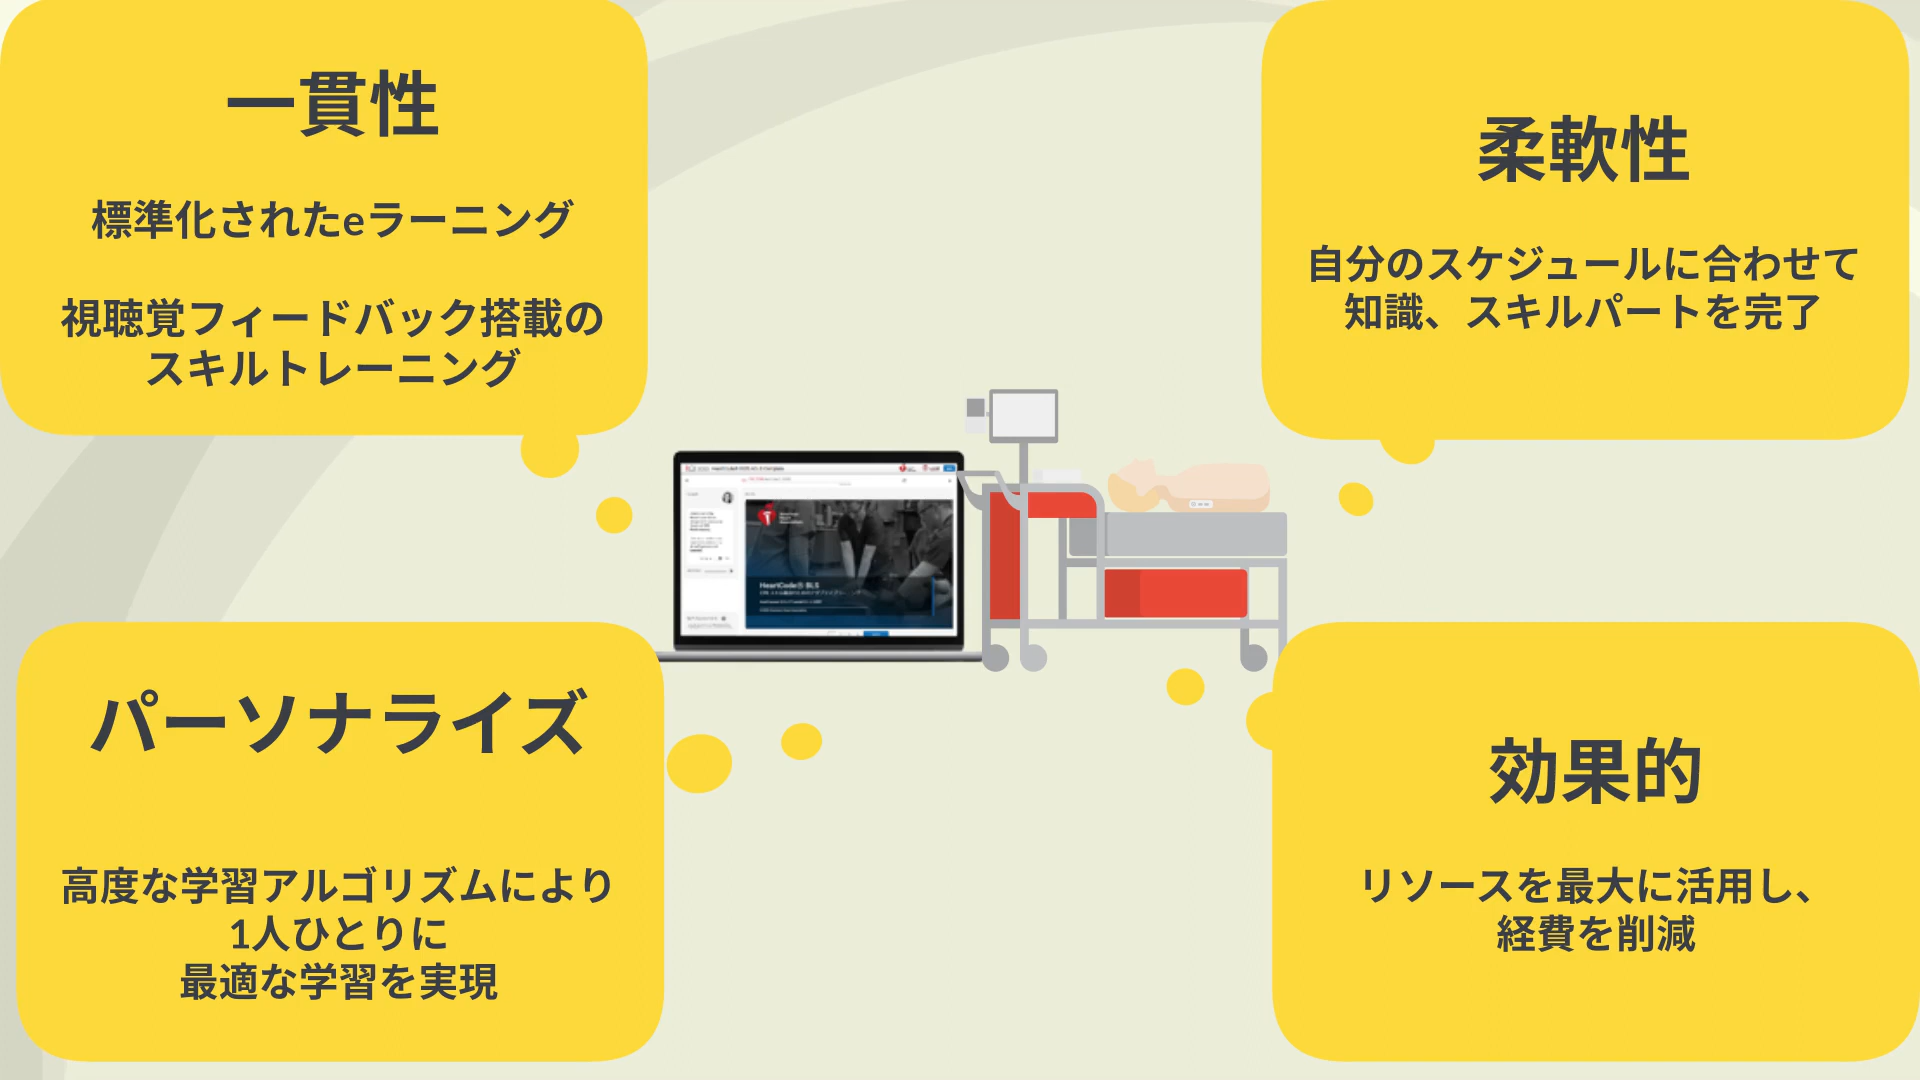 一貫性
標準化されたeラーニング
視聴覚フィードバック搭載の
スキルトレーニング
柔軟性
自分のスケジュールに合わせて
知識、スキルパートを完了
HeartCode® BLS
パーソナライズ
高度な学習アルゴリズムにより
1人ひとりに
最適な学習を実現
効果的
リソースを最大に活用し、
経費を削減